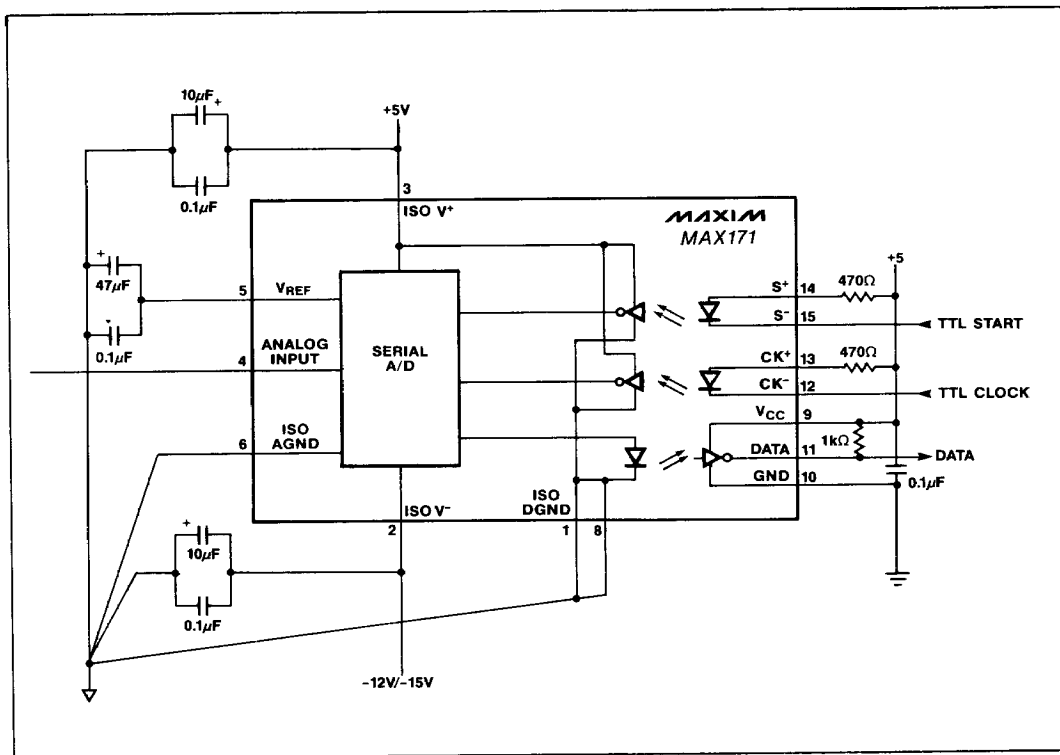 10µF
+
+5V
0.1µF
3
ISO V+
MAXIM
MAX171
+
47µF
0.1µF
5
VREF
ANALOG
INPUT
4
ISO
AGND
6
SERIAL
A/D
+5
S+
14
470Ω
S-
15
TTL START
CK+
13
470Ω
CK-
12
TTL CLOCK
VCC
9
1kΩ
DATA
11
DATA
GND
10
0.1µF
ISO V-
2
ISO
DGND
1
8
+
10µF
0.1µF
-12V/-15V